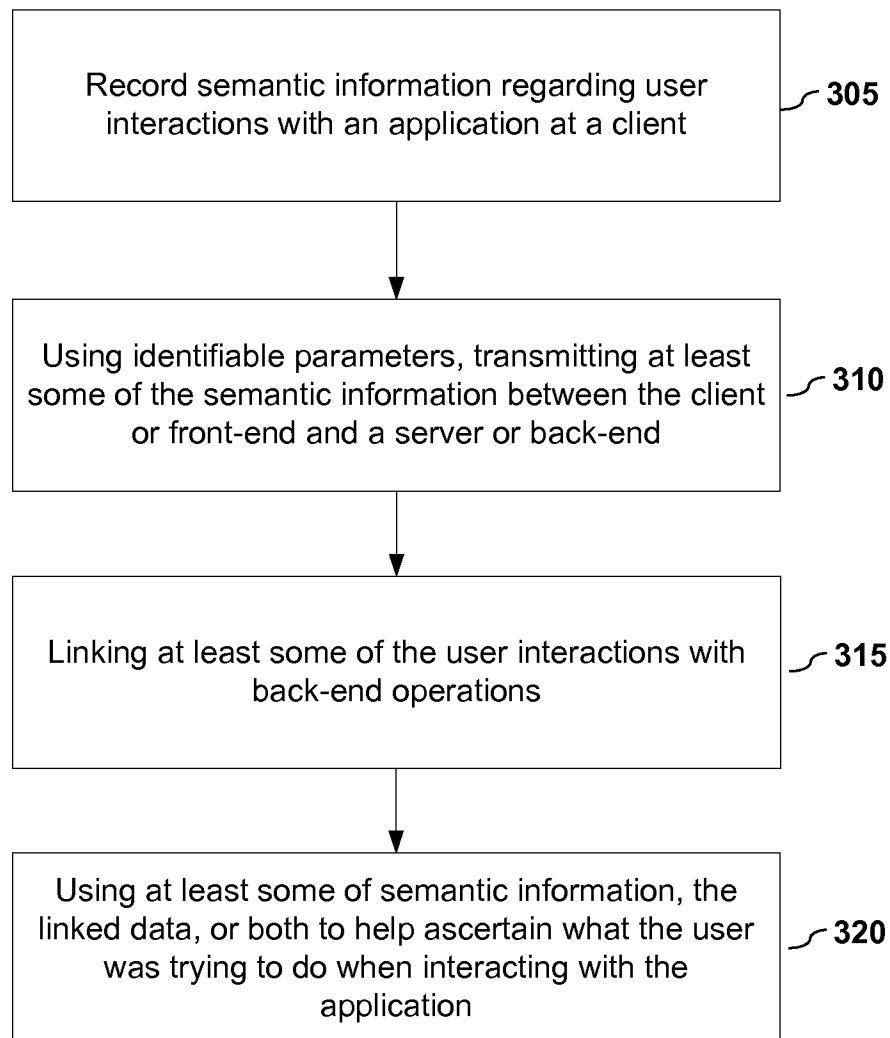 Record semantic information regarding user
interactions with an application at a client
305
Using identifiable parameters, transmitting at least
some of the semantic information between the client
or front-end and a server or back-end
310
Linking at least some of the user interactions with
back-end operations
315
Using at least some of semantic information, the
linked data, or both to help ascertain what the user
was trying to do when interacting with the
application
320